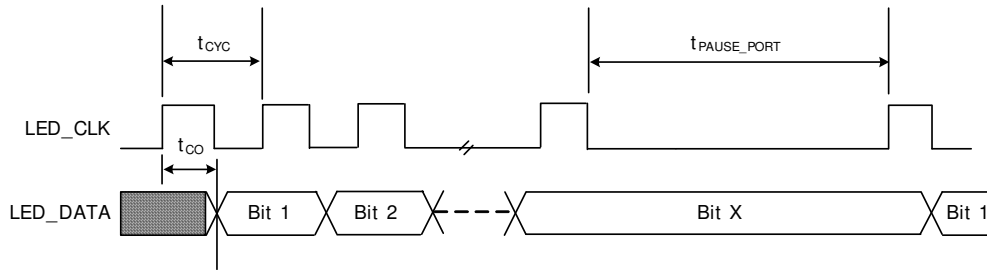 tCYC
tPAUSE_PORT
LED_CLK
tCO
LED_DATA
Bit 1
Bit 2
Bit X
Bit 1